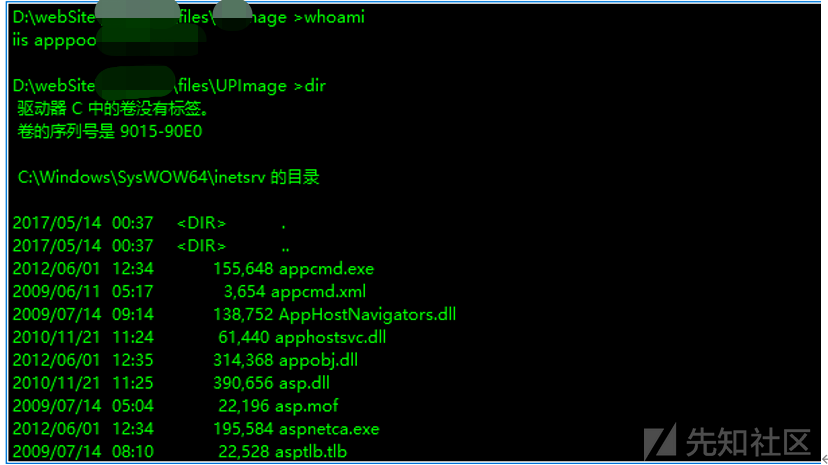 D:\webSite \files\ mage >whoami
iis apppoo
D:\webSite \files\UPImage >dir
驱动器 C 中的卷没有标签。
卷的序列号是 9015-90E0
C:\Windows\SysWOW64\inetsrv 的目录
2017/05/14 00:37 <DIR> .
2017/05/14 00:37 <DIR> ..
2012/06/01 12:34 155,648 appcmd.exe
2009/06/11 05:17 3,654 appcmd.xml
2009/07/14 09:14 138,752 AppHostNavigators.dll
2010/11/21 11:24 61,440 apphostsvc.dll
2012/06/01 12:35 314,368 appobj.dll
2010/11/21 11:25 390,656 asp.dll
2009/07/14 05:04 22,196 asp.mof
2012/06/01 12:34 195,584 aspnetca.exe
2009/07/14 08:10 22,528 asptlb.tlb
先知社区